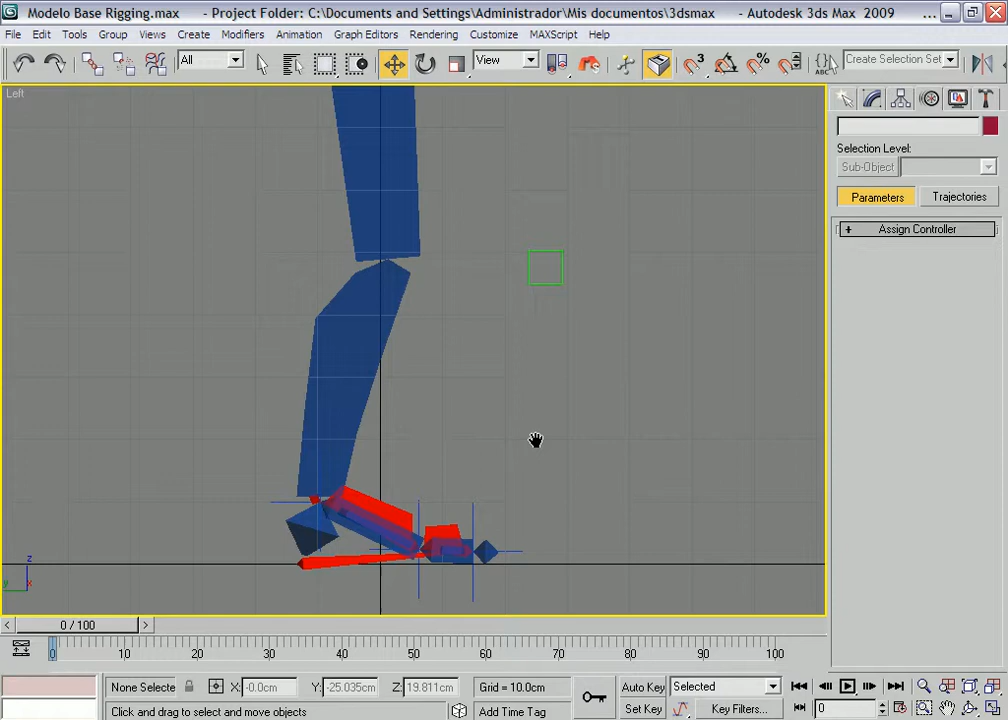 Modelo Base Rigging.max - Project Folder: C:\Documents and Settings\Administrador\Mis documentos\3dsmax - Autodesk 3ds Max 2009 ...
File Edit Tools Group Views Create Modifiers Animation Graph Editors Rendering Customize MAXScript Help
All View 3 % ABC Create Selection Set
Left
Selection Level:
Sub-Object
Parameters Trajectories
+ Assign Controller
z
y x
< 0 / 100 >
0 10 20 30 40 50 60 70 80 90 100
None Selecte X: -0.0cm Y: -25.035cm Z: 19.811cm Grid = 10.0cm Auto Key Selected
Click and drag to select and move objects Add Time Tag Set Key Key Filters... 0